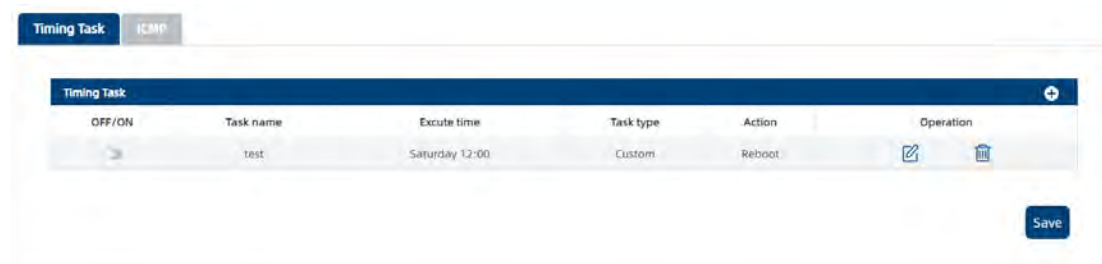 Timing Task ICMP
Timing Task
OFF/ON Task name Excute time Task type Action Operation
test Saturday 12:00 Custom Reboot
Save